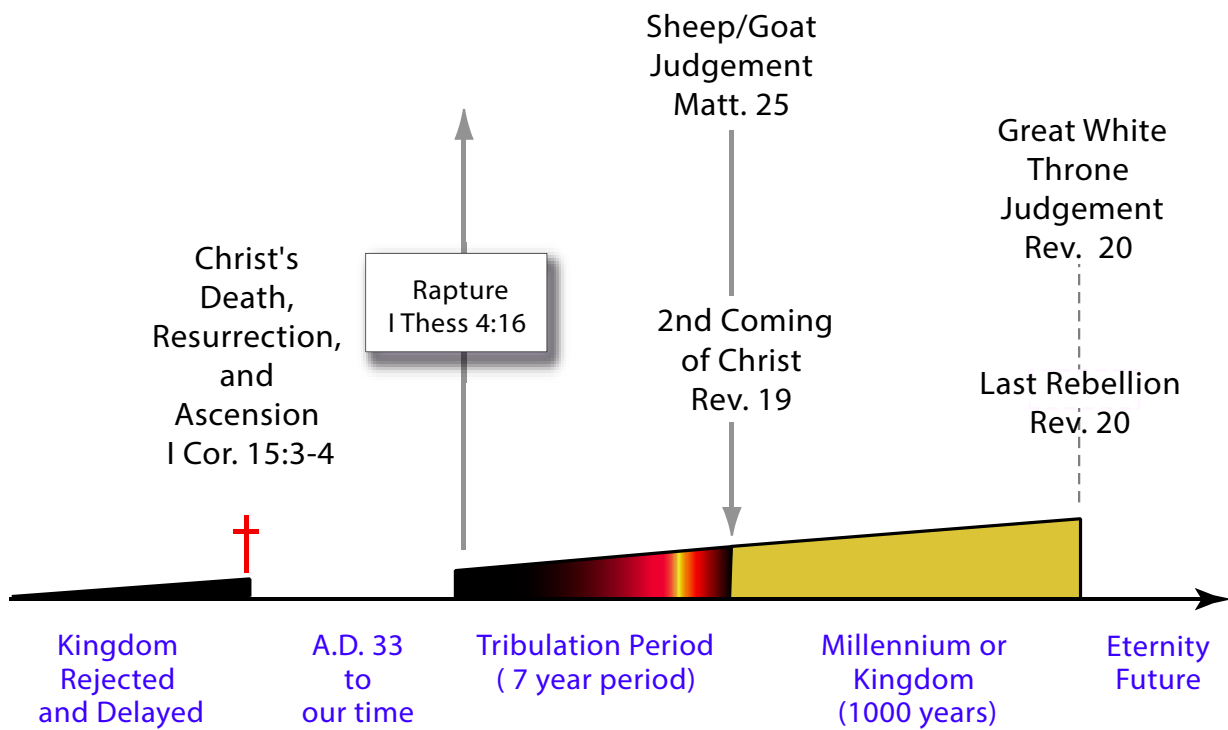 Sheep/Goat
Judgement
Matt. 25
Great White
Throne
Judgement
Rev. 20
Christ's
Death,
Resurrection,
and
Ascension
I Cor. 15:3-4
Rapture
I Thess 4:16
2nd Coming
of Christ
Rev. 19
Last Rebellion
Rev. 20
Kingdom
Rejected
and Delayed
A.D. 33
to
our time
Tribulation Period
( 7 year period)
Millennium or
Kingdom
(1000 years)
Eternity
Future